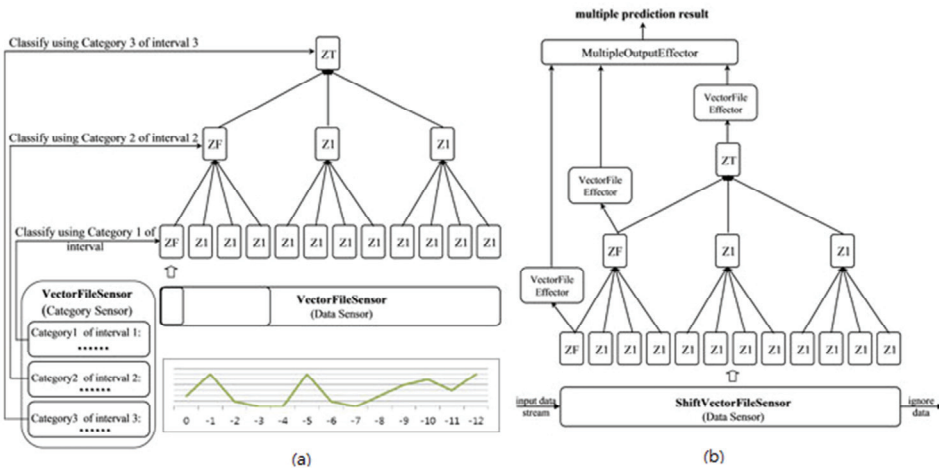 Classify using Category 3 of interval 3
ZT
Classify using Category 2 of interval 2
ZF
Z1
Z1
Classify using Category 1 of
interval
ZF
Z1
Z1
Z1
Z1
Z1
Z1
Z1
Z1
Z1
Z1
Z1
VectorFileSensor
(Category Sensor)
Category1 of interval 1:
......
Category2 of interval 2:
......
Category3 of interval 3:
......
VectorFileSensor
(Data Sensor)
0 -1 -2 -3 -4 -5 -6 -7 -8 -9 -10 -11 -12
(a)
multiple prediction result
MultipleOutputEffector
VectorFile
Effector
ZT
VectorFile
Effector
ZF
Z1
Z1
VectorFile
Effector
ZF
Z1
Z1
Z1
Z1
Z1
Z1
Z1
Z1
Z1
Z1
Z1
input data
stream
ShiftVectorFileSensor
(Data Sensor)
ignore
data
(b)